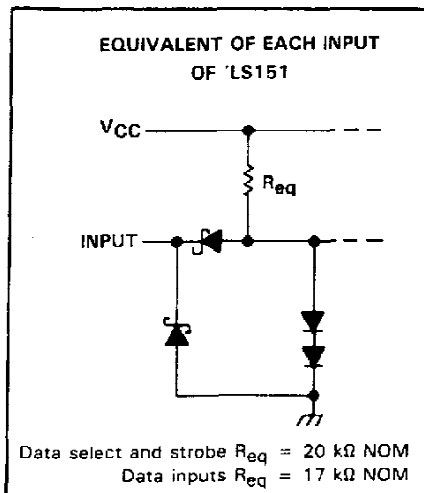 EQUIVALENT OF EACH INPUT
OF 'LS151
VCC
Req
INPUT
Data select and strobe Req = 20 kΩ NOM
Data inputs Req = 17 kΩ NOM